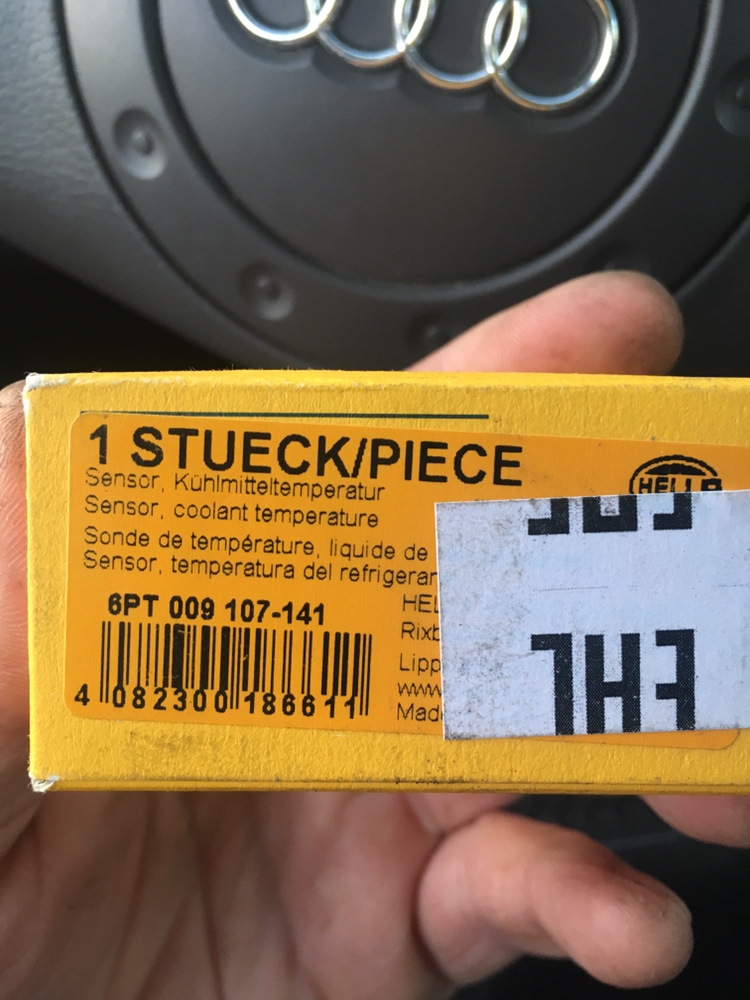 1 STUECK/PIECE
Sensor, Kühlmitteltemperatur
Sensor, coolant temperature
Sonde de température, liquide de
Sensor, temperatura del
HELLA
6PT 009 107-141
4 082300 186611